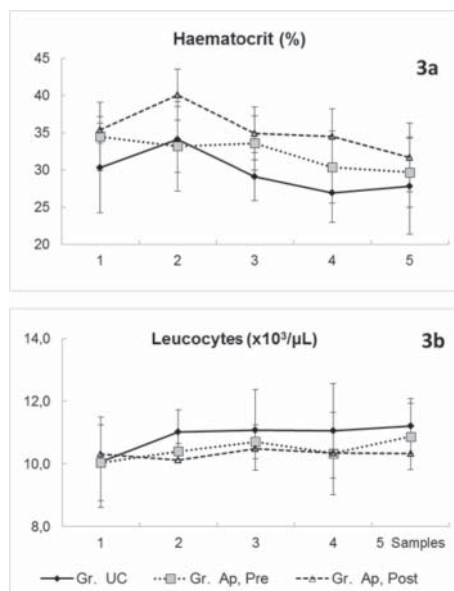 Haematocrit (%)
3a
45
40
35
30
25
20
1 2 3 4 5
Leucocytes (x10³/µL)
3b
14,0
12,0
10,0
8,0
1 2 3 4 5 Samples
Gr. UC Gr. Ap, Pre Gr. Ap, Post